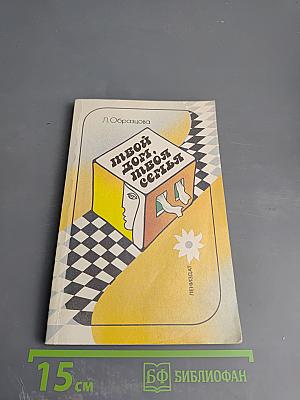 Л. Образцова
ТВОЙ
ДОМ,
ТВОЯ
СЕМЬЯ
ЛЕНИЗДАТ
15 см
БФ БИБЛИОФАН